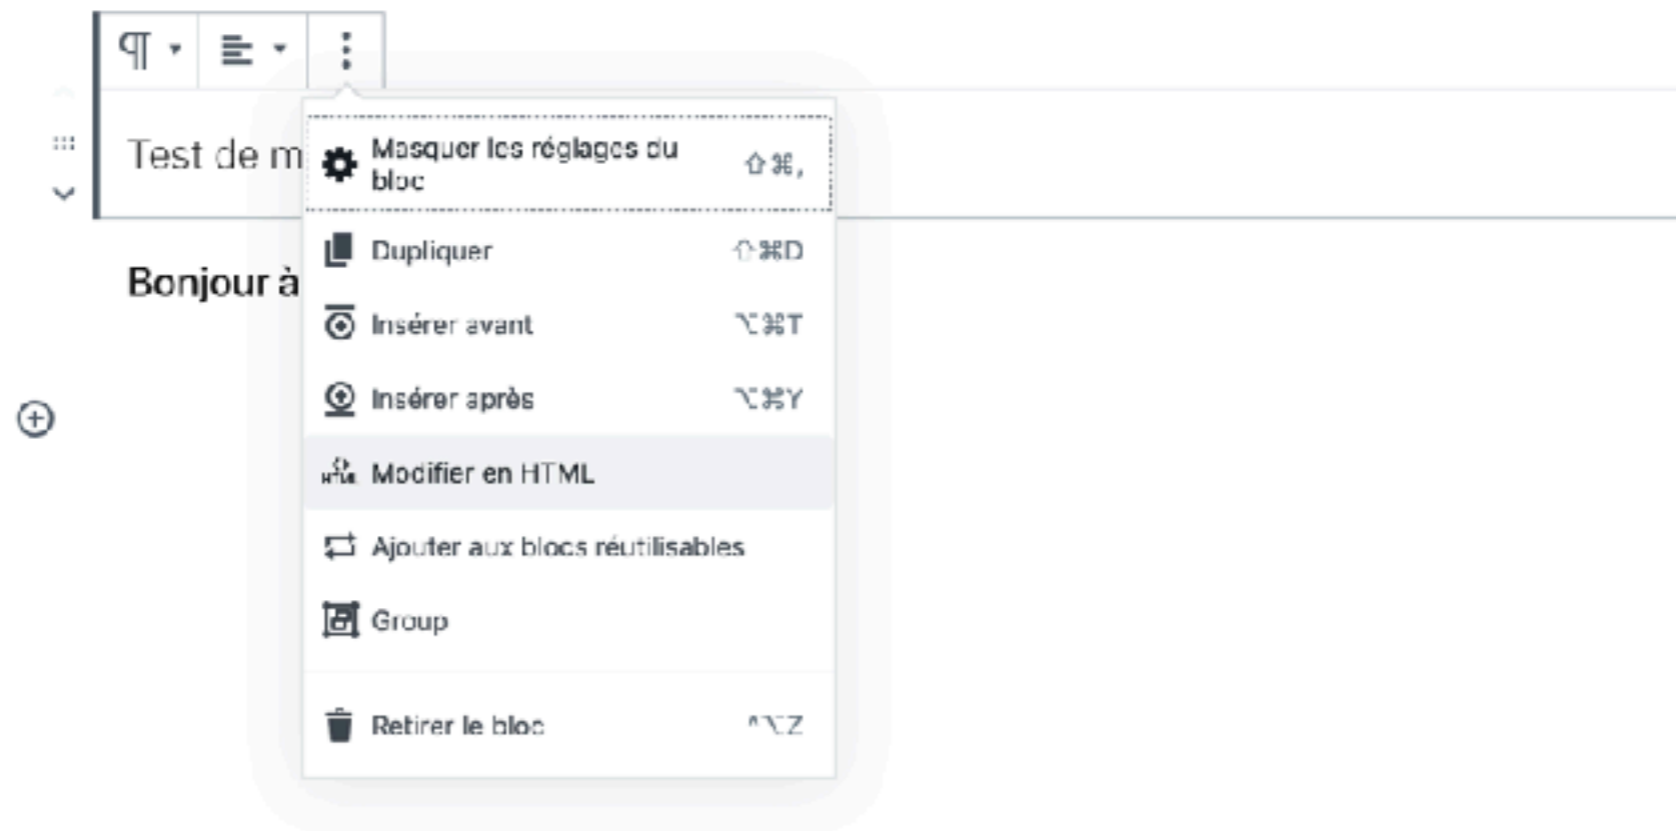 Test de m
Masquer les réglages du
bloc
⇧⌘,
Bonjour à
Dupliquer ⇧⌘D
Insérer avant ⌥⌘T
Insérer après ⌥⌘Y
HTML Modifier en HTML
Ajouter aux blocs réutilisables
Group
Retirer le bloc ^⌥Z